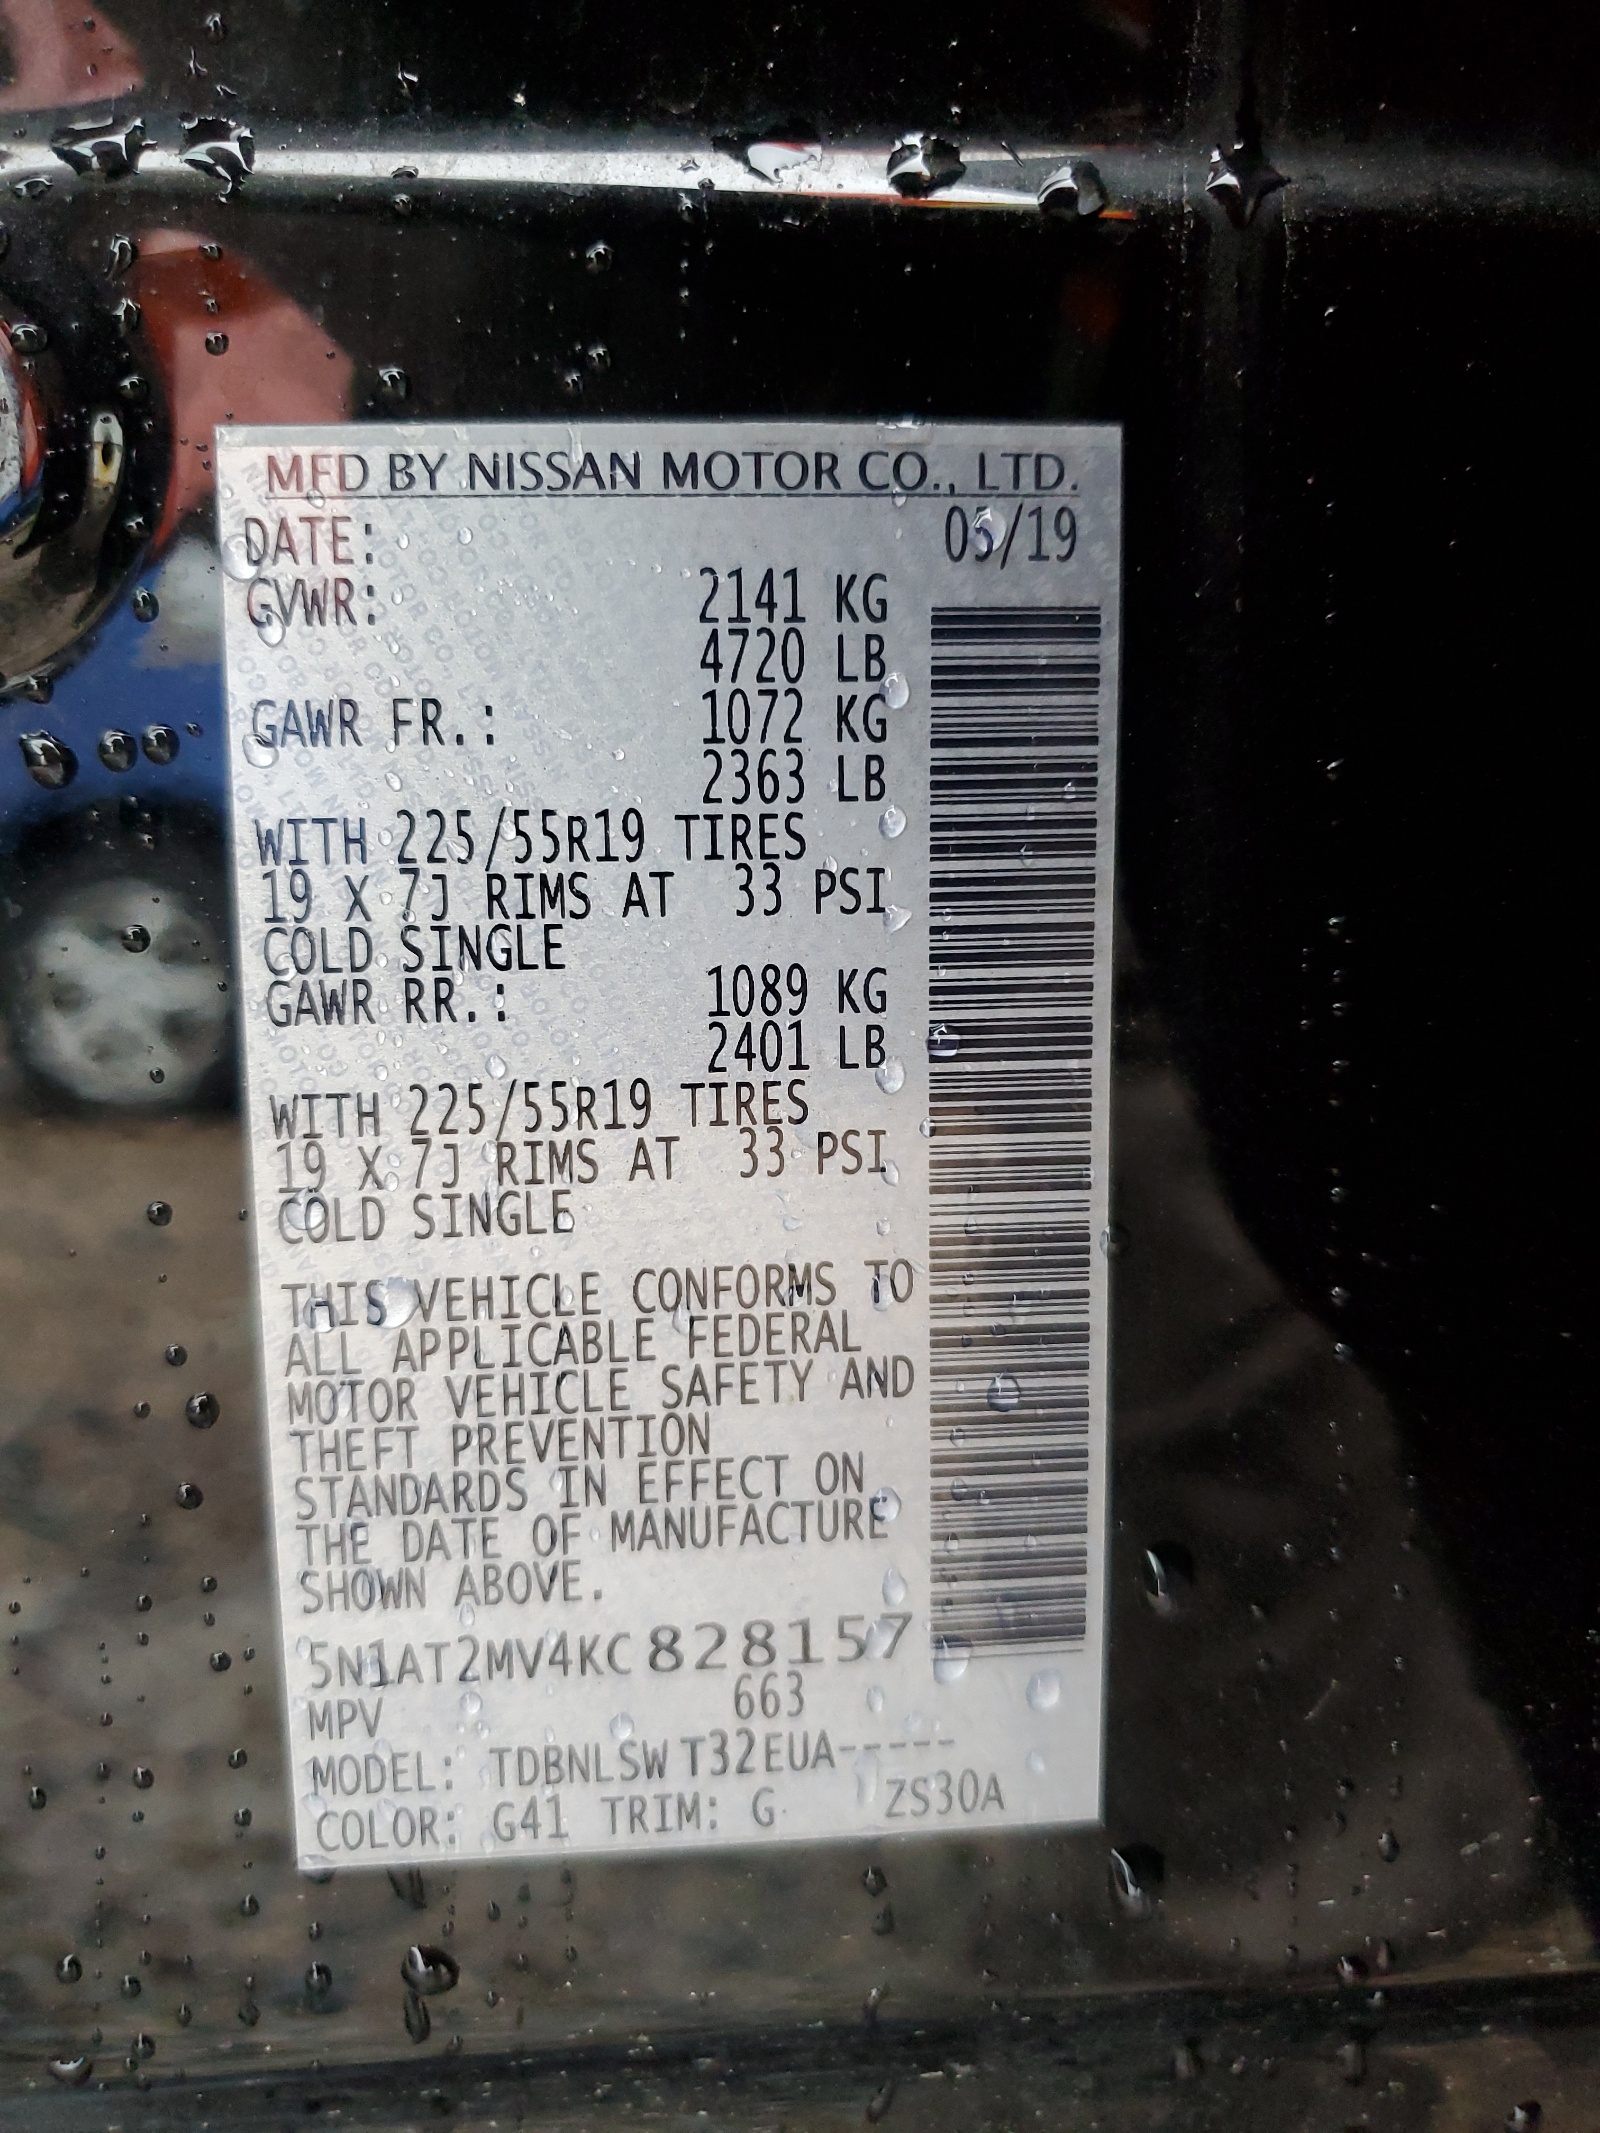 MFD BY NISSAN MOTOR CO., LTD.
DATE: 05/19
GVWR: 2141 KG
4720 LB
GAWR FR.: 1072 KG
2363 LB
WITH 225/55R19 TIRES
19 X 7J RIMS AT 33 PSI
COLD SINGLE
GAWR RR.: 1089 KG
2401 LB
WITH 225/55R19 TIRES
19 X 7J RIMS AT 33 PSI
COLD SINGLE
THIS VEHICLE CONFORMS TO
ALL APPLICABLE FEDERAL
MOTOR VEHICLE SAFETY AND
THEFT PREVENTION
STANDARDS IN EFFECT ON
THE DATE OF MANUFACTURE
SHOWN ABOVE.
5N1AT2MV4KC828157
MPV 663
MODEL: TDBNLSW T32EUA-----
COLOR: G41 TRIM: G ZS30A